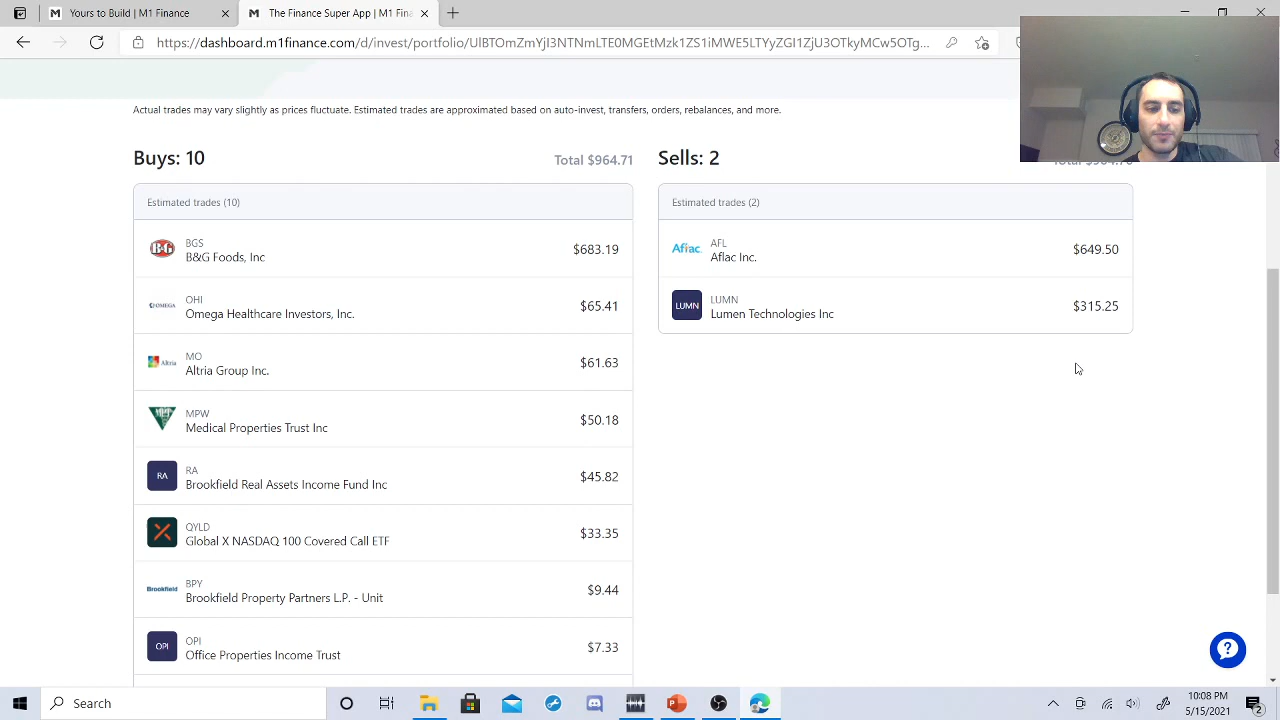 Yours to Build | M1 Finance
The Finance Super App | M1 Fina
https://dashboard.m1finance.com/d/invest/portfolio/
Actual trades may vary slightly as prices fluctuate. Estimated trades are approximated based on auto-invest, transfers, orders, rebalances, and more.
Buys: 10
Total $964.71
Sells: 2
Estimated trades (10)
BGS
B&G Foods, Inc
$683.19
OHI
Omega Healthcare Investors, Inc.
$65.41
MO
Altria Group Inc.
$61.63
MPW
Medical Properties Trust Inc
$50.18
RA
RA
Brookfield Real Assets Income Fund Inc
$45.82
QYLD
Global X NASDAQ 100 Covered Call ETF
$33.35
Brookfield
BPY
Brookfield Property Partners L.P. - Unit
$9.44
OPI
OPI
Office Properties Income Trust
$7.33
Estimated trades (2)
Aflac
AFL
Aflac Inc.
$649.50
LUMN
LUMN
Lumen Technologies Inc
$315.25
Search
10:08 PM
5/15/2021
2